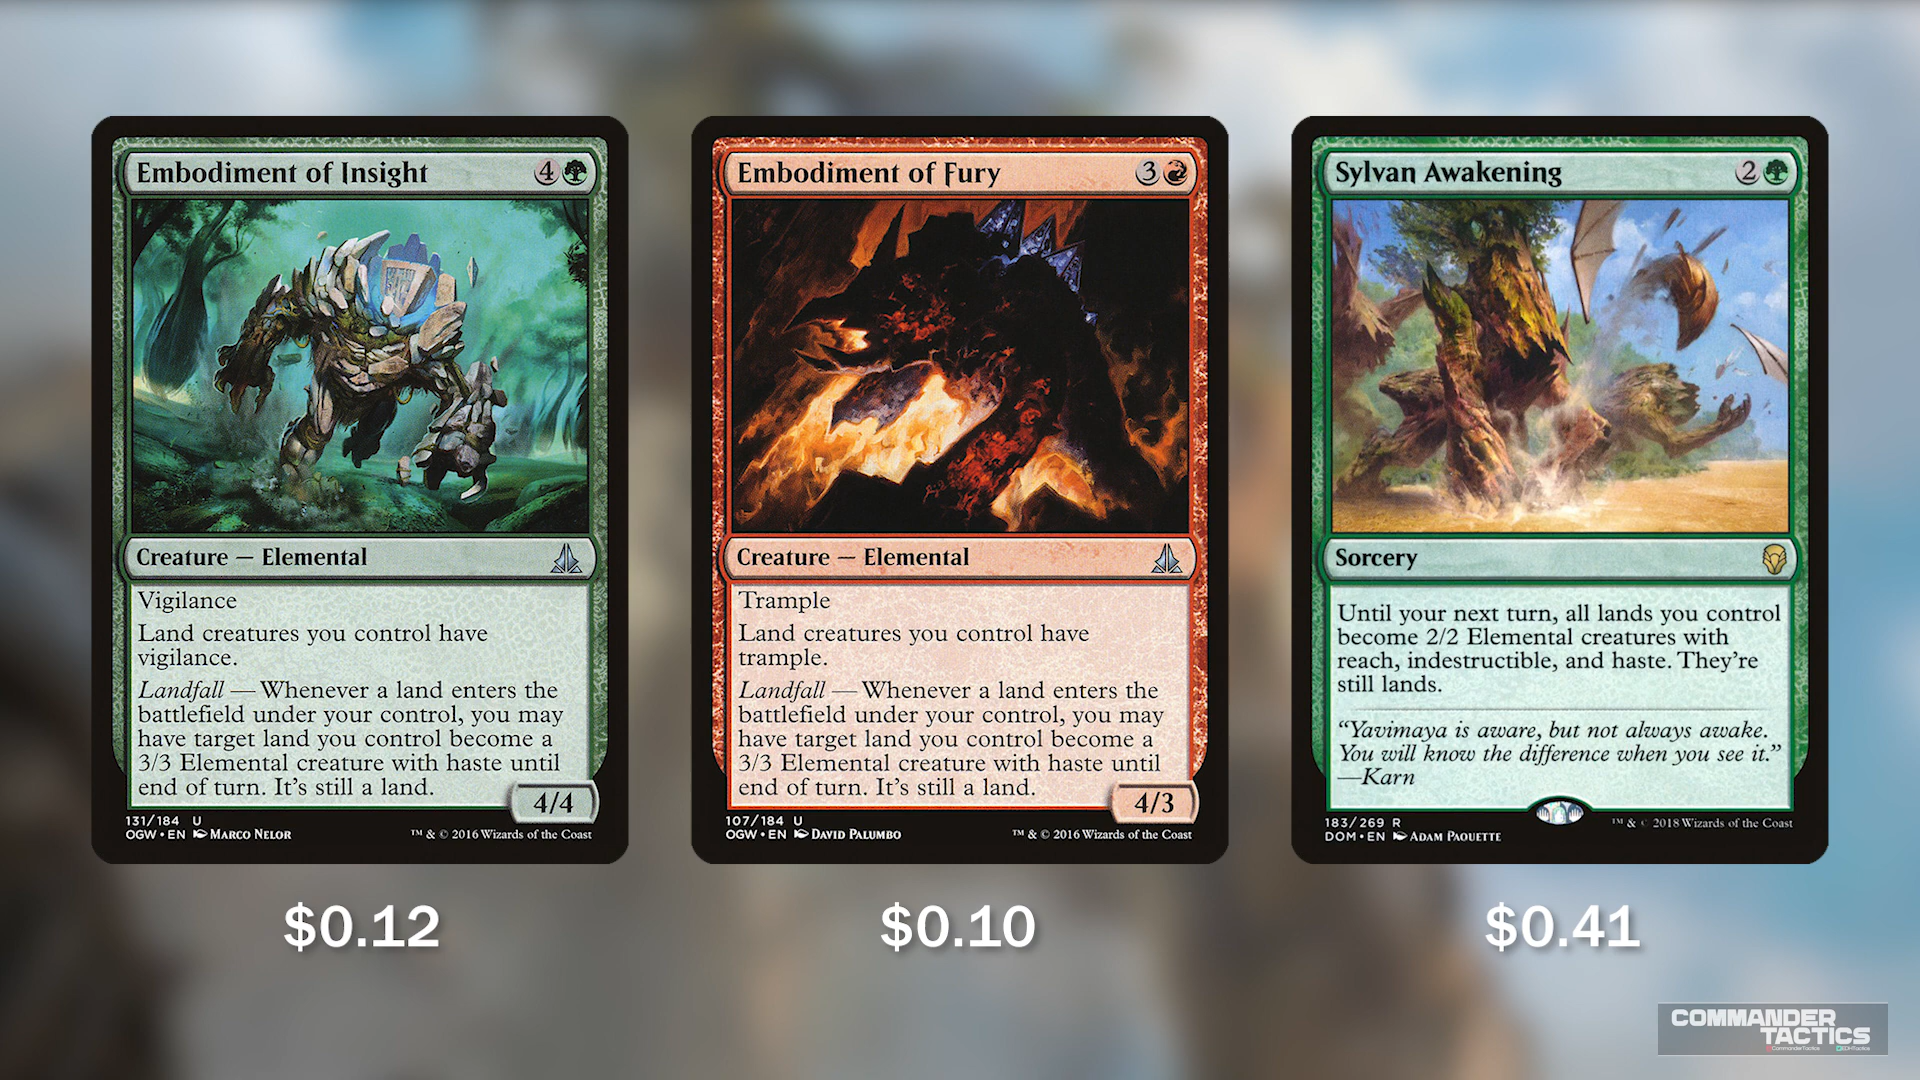 Embodiment of Insight 4
Creature — Elemental
Vigilance
Land creatures you control have
vigilance.
Landfall — Whenever a land enters the
battlefield under your control, you may
have target land you control become a
3/3 Elemental creature with haste until
end of turn. It's still a land.
4/4
131/184 U
OGW • EN Marco Nelor
™ & © 2016 Wizards of the Coast
$0.12
Embodiment of Fury 3
Creature — Elemental
Trample
Land creatures you control have
trample.
Landfall — Whenever a land enters the
battlefield under your control, you may
have target land you control become a
3/3 Elemental creature with haste until
end of turn. It's still a land.
4/3
107/184 U
OGW • EN David Palumbo
™ & © 2016 Wizards of the Coast
$0.10
Sylvan Awakening 2
Sorcery
Until your next turn, all lands you control
become 2/2 Elemental creatures with
reach, indestructible, and haste. They're
still lands.
"Yavimaya is aware, but not always awake.
You will know the difference when you see it."
—Karn
183/269 R
DOM • EN Adam Paquette
™ & © 2018 Wizards of the Coast
$0.41
COMMANDER
TACTICS